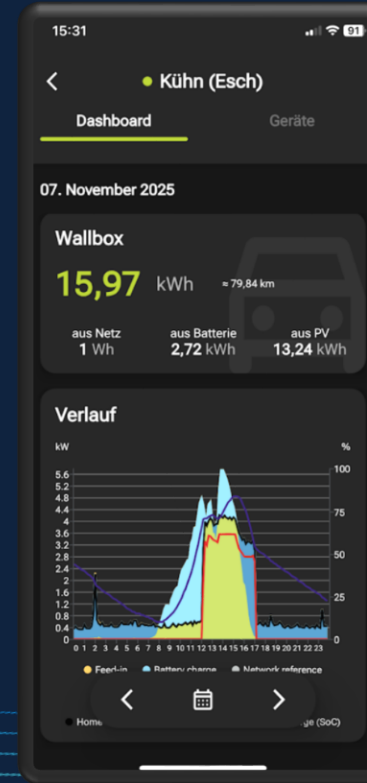 15:31 91
Kühn (Esch)
Dashboard Geräte
07. November 2025
Wallbox
15,97 kWh ≈ 79,84 km
aus Netz aus Batterie aus PV
1 Wh 2,72 kWh 13,24 kWh
Verlauf
kW %
5.6 100
5.2
4.8
4.4 75
4
3.6
3.2
2.8 50
2.4
2
1.6 25
1.2
0.8
0.4
0 0
0 1 2 3 4 5 6 7 8 9 10 11 12 13 14 15 16 17 18 19 20 21 22 23
Feed-in Battery charge Network reference
Home (SoC)